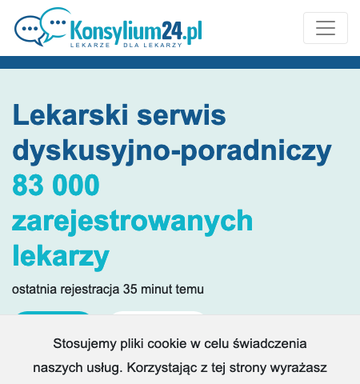 Konsylium24.pl
LEKARZE DLA LEKARZY
Lekarski serwis
dyskusyjno-poradniczy
83 000
zarejestrowanych
lekarzy
ostatnia rejestracja 35 minut temu
Stosujemy pliki cookie w celu świadczenia
naszych usług. Korzystając z tej strony wyrażasz